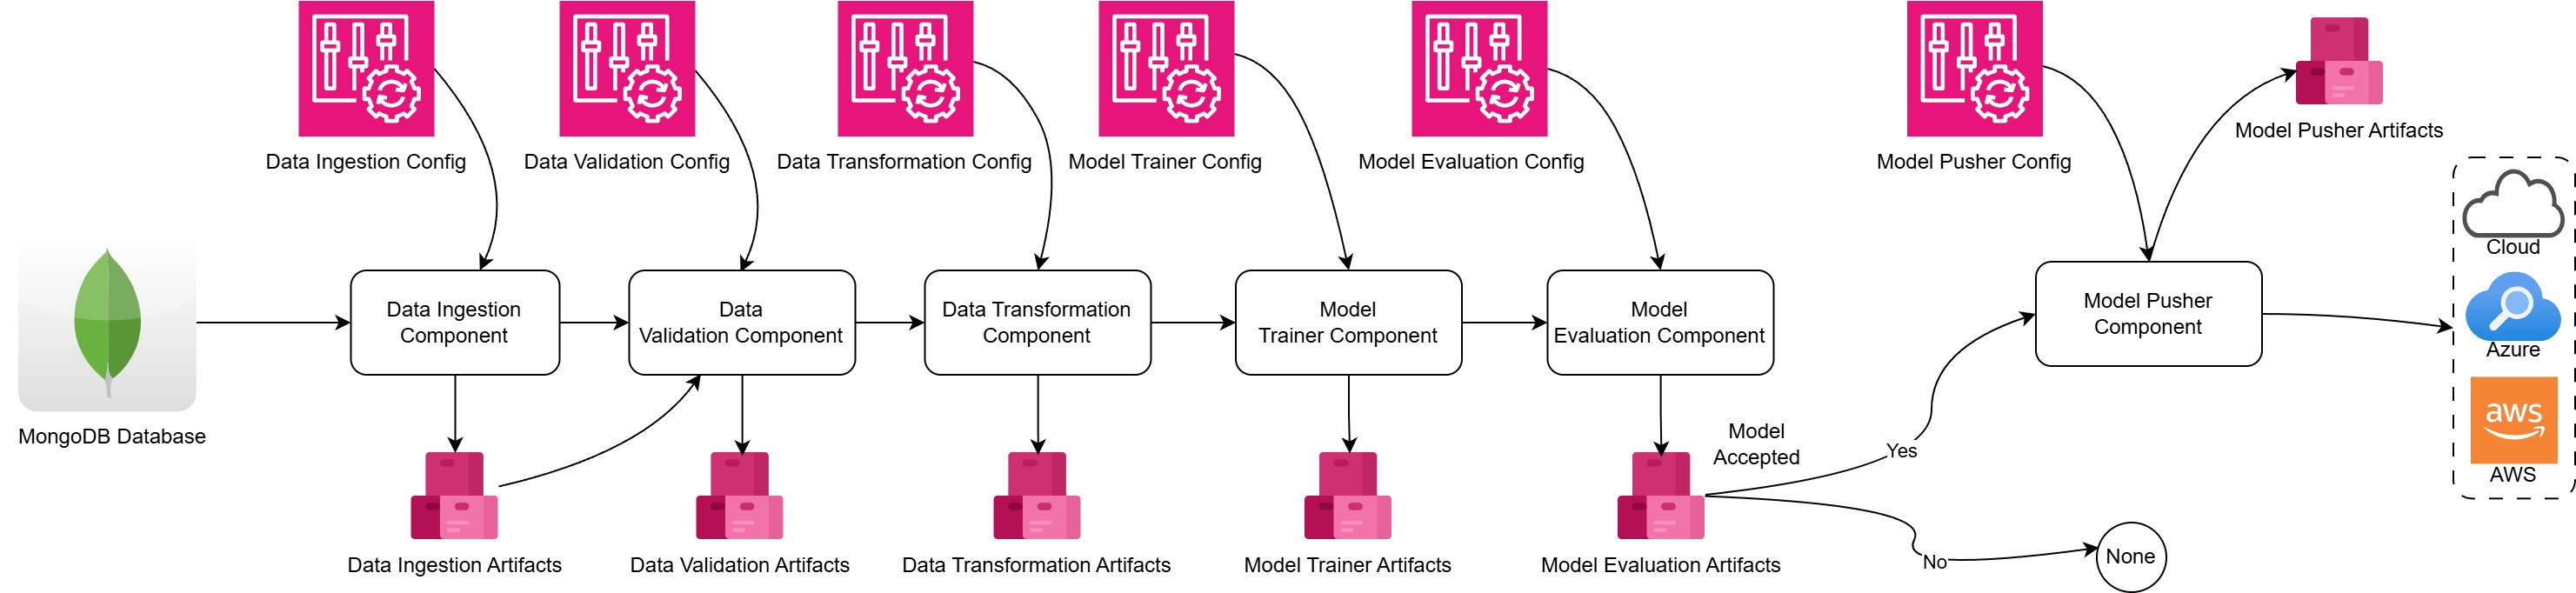 Data Ingestion Config
Data Validation Config
Data Transformation Config
Model Trainer Config
Model Evaluation Config
Model Pusher Config
Model Pusher Artifacts
MongoDB Database
Data Ingestion
Component
Data
Validation Component
Data Transformation
Component
Model
Trainer Component
Model
Evaluation Component
Model Pusher
Component
Cloud
Azure
aws
AWS
Model
Accepted
Yes
No
None
Data Ingestion Artifacts
Data Validation Artifacts
Data Transformation Artifacts
Model Trainer Artifacts
Model Evaluation Artifacts